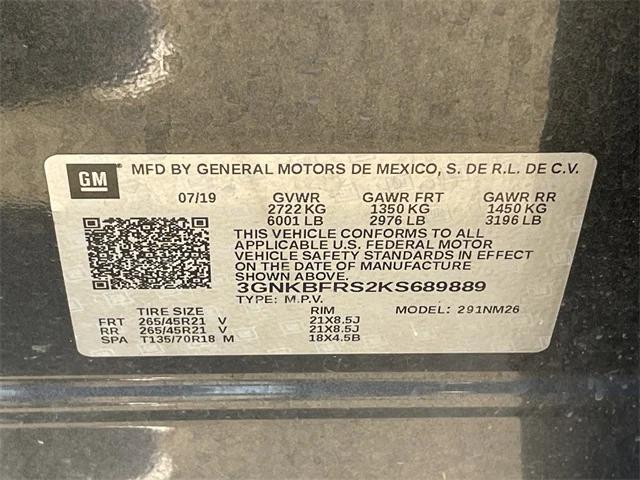 GM MFD BY GENERAL MOTORS DE MEXICO, S. DE R.L. DE C.V.
07/19 GVWR GAWR FRT GAWR RR
2722 KG 1350 KG 1450 KG
6001 LB 2976 LB 3196 LB
THIS VEHICLE CONFORMS TO ALL
APPLICABLE U.S. FEDERAL MOTOR
VEHICLE SAFETY STANDARDS IN EFFECT
ON THE DATE OF MANUFACTURE
SHOWN ABOVE.
3GNKBFRS2KS689889
TYPE: M.P.V. MODEL: 291NM26
TIRE SIZE RIM
FRT 265/45R21 V 21X8.5J
RR 265/45R21 V 21X8.5J
SPA T135/70R18 M 18X4.5B